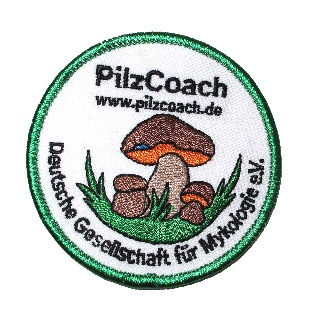 PilzCoach
www.pilzcoach.de
Deutsche Gesellschaft für Mykologie e.V.